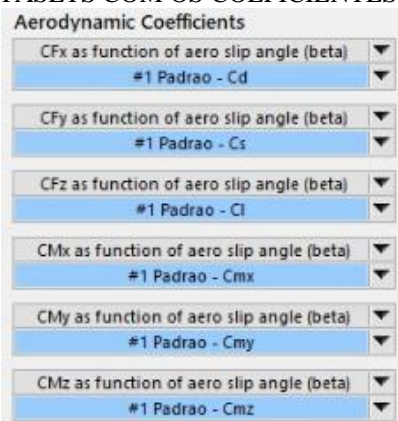 TASETS COM OS COEFICIENTES
Aerodynamic Coefficients
CFx as function of aero slip angle (beta)
#1 Padrao - Cd
CFy as function of aero slip angle (beta)
#1 Padrao - Cs
CFz as function of aero slip angle (beta)
#1 Padrao - Cl
CMx as function of aero slip angle (beta)
#1 Padrao - Cmx
CMy as function of aero slip angle (beta)
#1 Padrao - Cmy
CMz as function of aero slip angle (beta)
#1 Padrao - Cmz